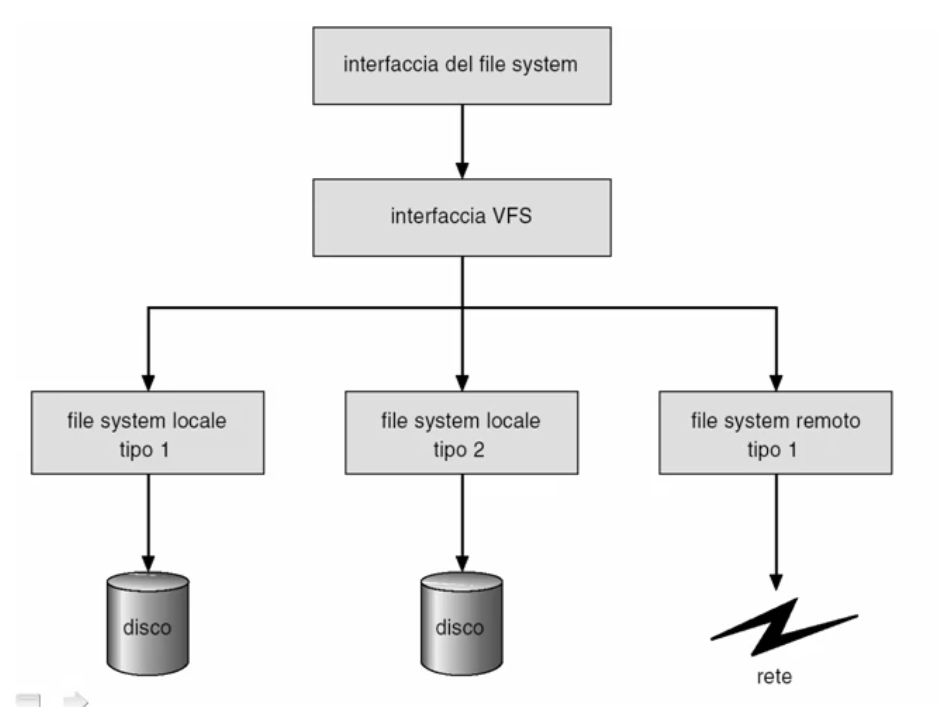 interfaccia del file system
interfaccia VFS
file system locale
tipo 1
file system locale
tipo 2
file system remoto
tipo 1
disco
disco
rete